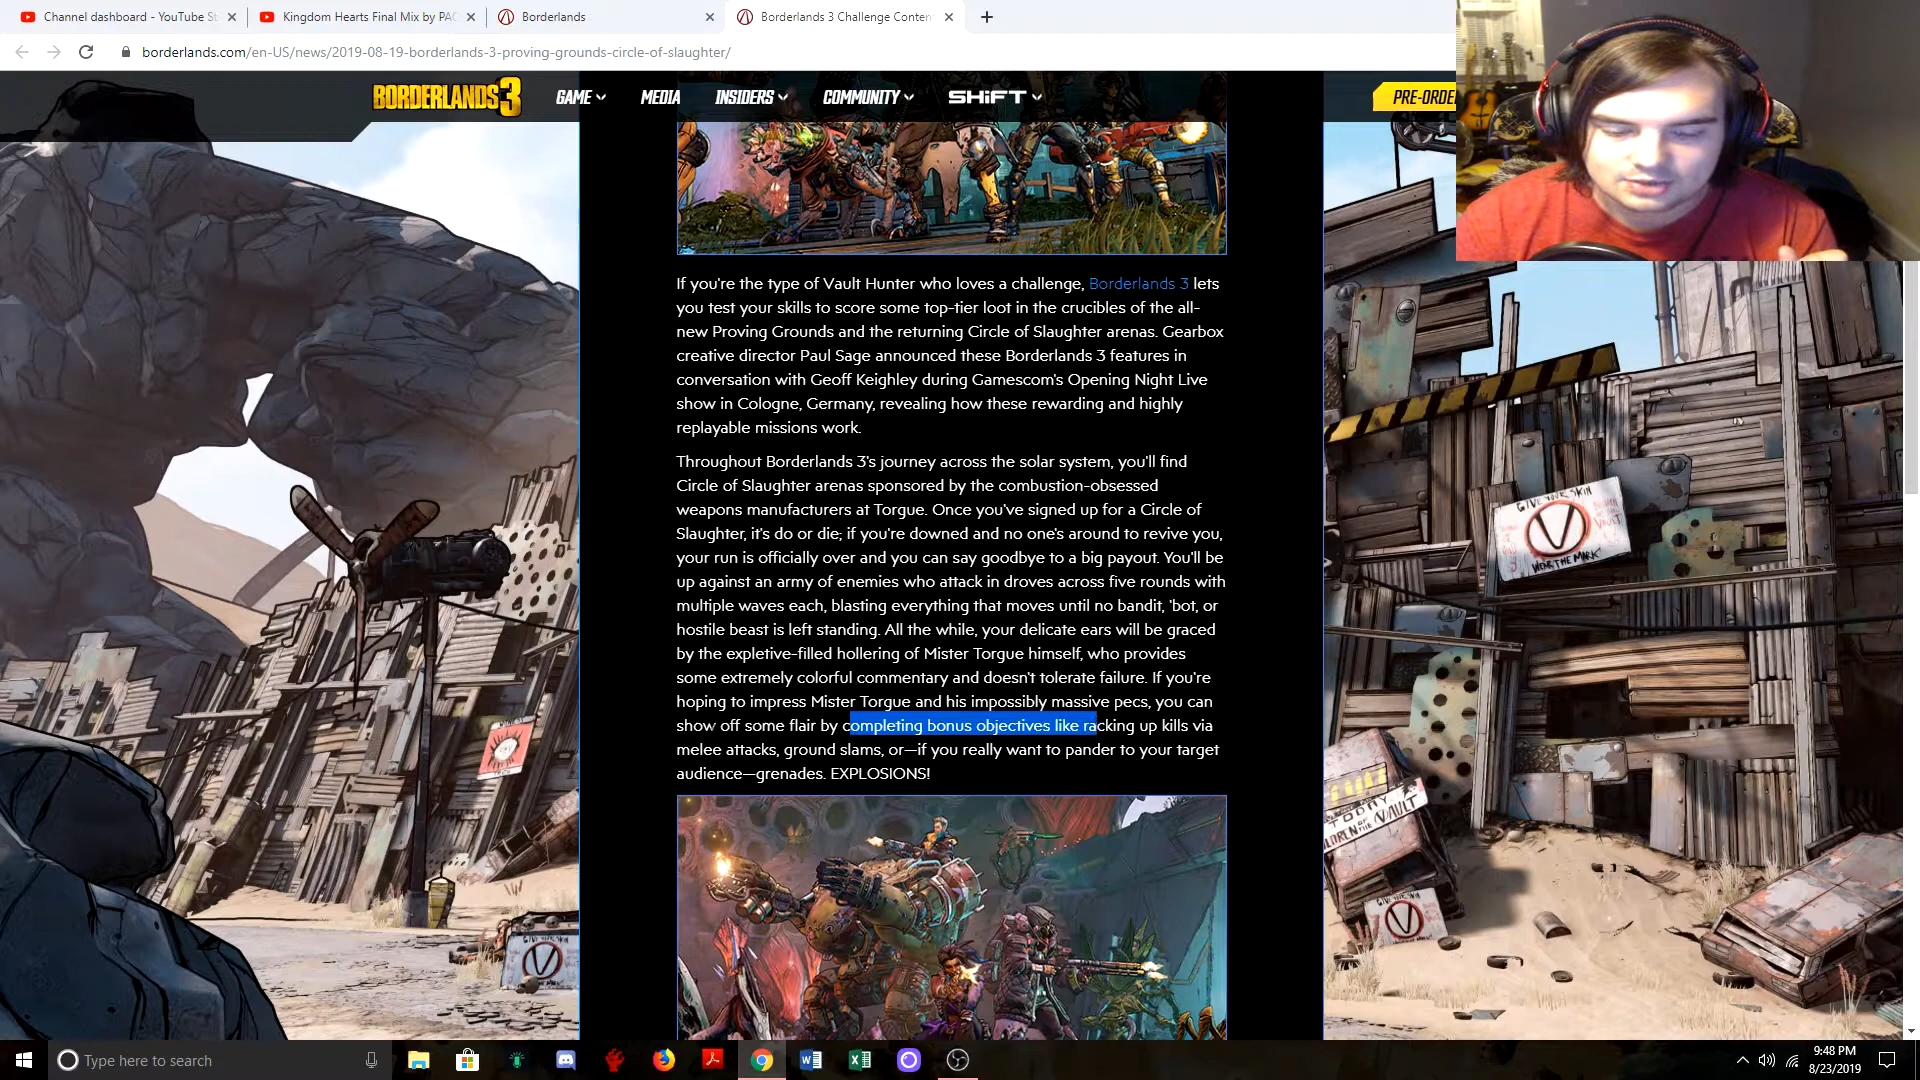 Channel dashboard - YouTube St
Kingdom Hearts Final Mix by PAC
Borderlands
Borderlands 3 Challenge Conten
borderlands.com/en-US/news/2019-08-19-borderlands-3-proving-grounds-circle-of-slaughter/
BORDERLANDS 3
GAME
MEDIA
INSIDERS
COMMUNITY
SHiFT
PRE-ORDE
If you're the type of Vault Hunter who loves a challenge, Borderlands 3 lets
you test your skills to score some top-tier loot in the crucibles of the all-
new Proving Grounds and the returning Circle of Slaughter arenas. Gearbox
creative director Paul Sage announced these Borderlands 3 features in
conversation with Geoff Keighley during Gamescom's Opening Night Live
show in Cologne, Germany, revealing how these rewarding and highly
replayable missions work.
Throughout Borderlands 3's journey across the solar system, you'll find
Circle of Slaughter arenas sponsored by the combustion-obsessed
weapons manufacturers at Torgue. Once you've signed up for a Circle of
Slaughter, it's do or die; if you're downed and no one's around to revive you,
your run is officially over and you can say goodbye to a big payout. You'll be
up against an army of enemies who attack in droves across five rounds with
multiple waves each, blasting everything that moves until no bandit, 'bot, or
hostile beast is left standing. All the while, your delicate ears will be graced
by the expletive-filled hollering of Mister Torgue himself, who provides
some extremely colorful commentary and doesn't tolerate failure. If you're
hoping to impress Mister Torgue and his impossibly massive pecs, you can
show off some flair by completing bonus objectives like racking up kills via
melee attacks, ground slams, or—if you really want to pander to your target
audience—grenades. EXPLOSIONS!
GIVE YOUR SKIN
WEAR THE MARK
TODAY
OF THE VAULT
Type here to search
9:48 PM
8/23/2019